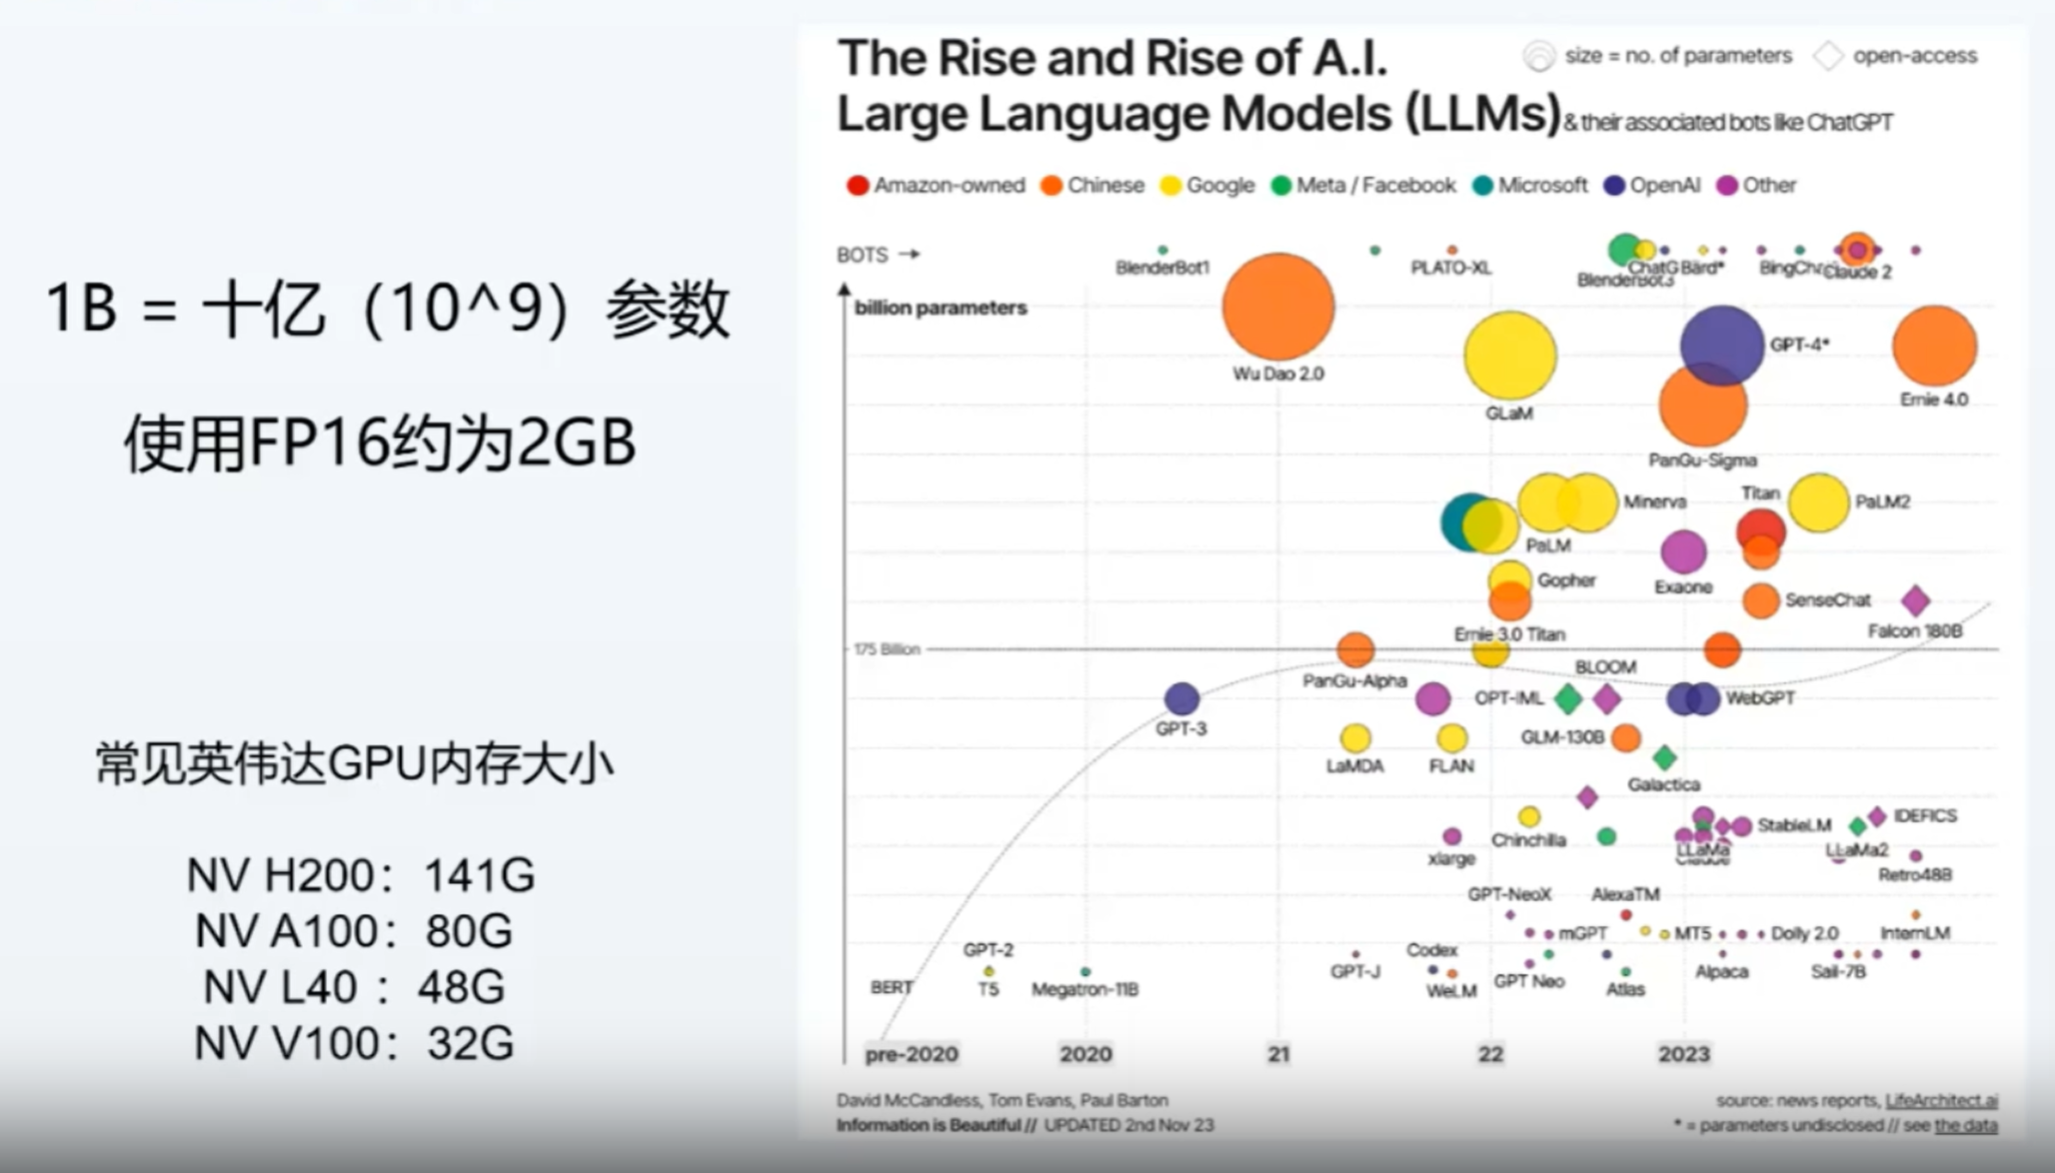 1B = 十亿（10^9）参数
使用FP16约为2GB
常见英伟达GPU内存大小
NV H200：141G
NV A100：80G
NV L40 ：48G
NV V100：32G
The Rise and Rise of A.I.
Large Language Models (LLMs) & their associated bots like ChatGPT
size = no. of parameters
open-access
Amazon-owned
Chinese
Google
Meta / Facebook
Microsoft
OpenAI
Other
BOTS →
BlenderBot1
PLATO-XL
BlenderBot3
Bard*
Claude 2
billion parameters
Wu Dao 2.0
GLaM
GPT-4*
Ernie 4.0
PanGu-Sigma
Minerva
Titan
PaLM2
PaLM
Gopher
Exaone
SenseChat
Ernie 3.0 Titan
Falcon 180B
175 Billion
BLOOM
PanGu-Alpha
OPT-IML
WebGPT
GPT-3
GLM-130B
LaMDA
FLAN
Galactica
IDEFICS
StableLM
Chinchilla
xlarge
LLaMa
Claude
LLaMa2
Retro48B
GPT-NeoX
AlexaTM
mGPT
MT5
Dolly 2.0
InternLM
GPT-2
Codex
GPT-J
GPT Neo
Alpaca
Sail-7B
BERT
T5
Megatron-11B
WeLM
Atlas
pre-2020
2020
21
22
2023
David McCandless, Tom Evans, Paul Barton
Information is Beautiful // UPDATED 2nd Nov 23
source: news reports, LifeArchitect.ai
* = parameters undisclosed // see the data